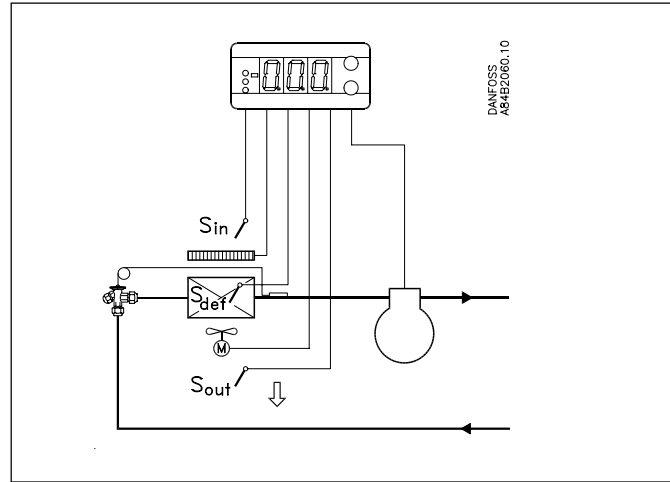 DANFOSS
A84B2060.10
000
Sin
Sdef
M
Sout